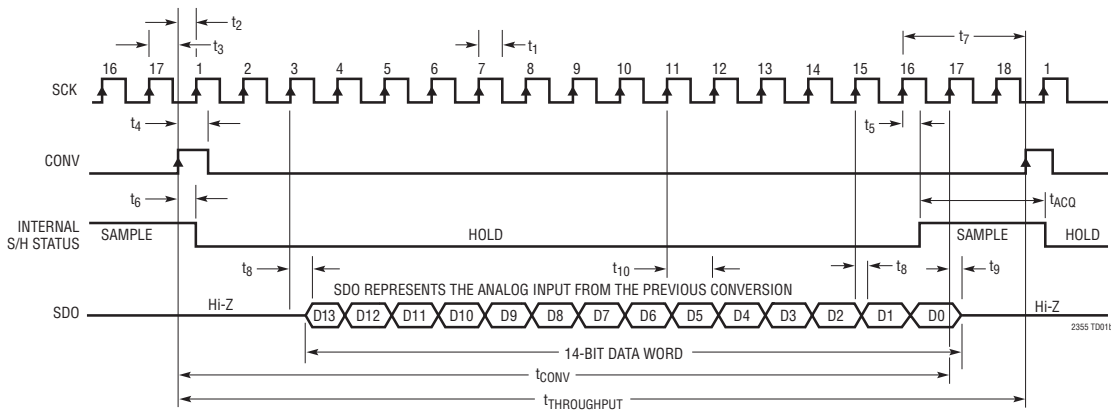 t2
t3
t1
t7
16 17 1 2 3 4 5 6 7 8 9 10 11 12 13 14 15 16 17 18 1
SCK
t4
t5
CONV
t6
tACQ
INTERNAL
S/H STATUS
SAMPLE HOLD SAMPLE HOLD
t8 t10 t8 t9
SDO REPRESENTS THE ANALOG INPUT FROM THE PREVIOUS CONVERSION
SDO Hi-Z D13 D12 D11 D10 D9 D8 D7 D6 D5 D4 D3 D2 D1 D0 Hi-Z
14-BIT DATA WORD
tCONV
tTHROUGHPUT